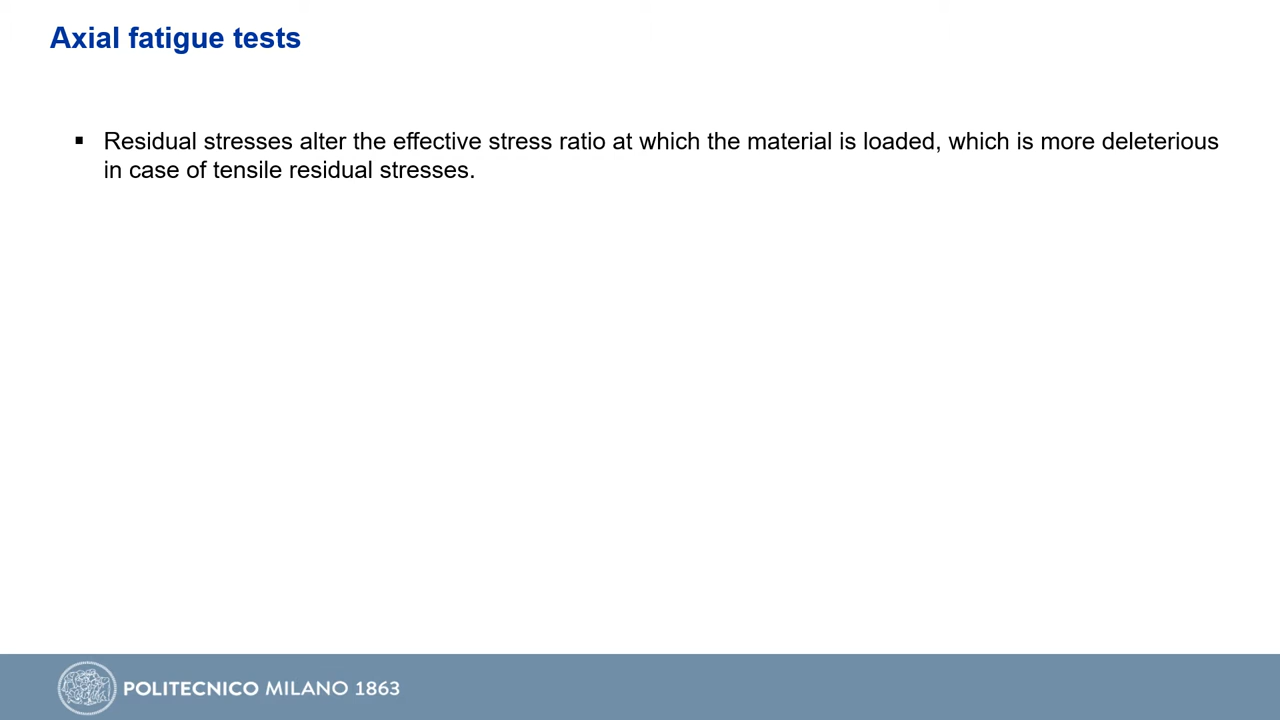 Axial fatigue tests
▪ Residual stresses alter the effective stress ratio at which the material is loaded, which is more deleterious
in case of tensile residual stresses.
POLITECNICO MILANO 1863